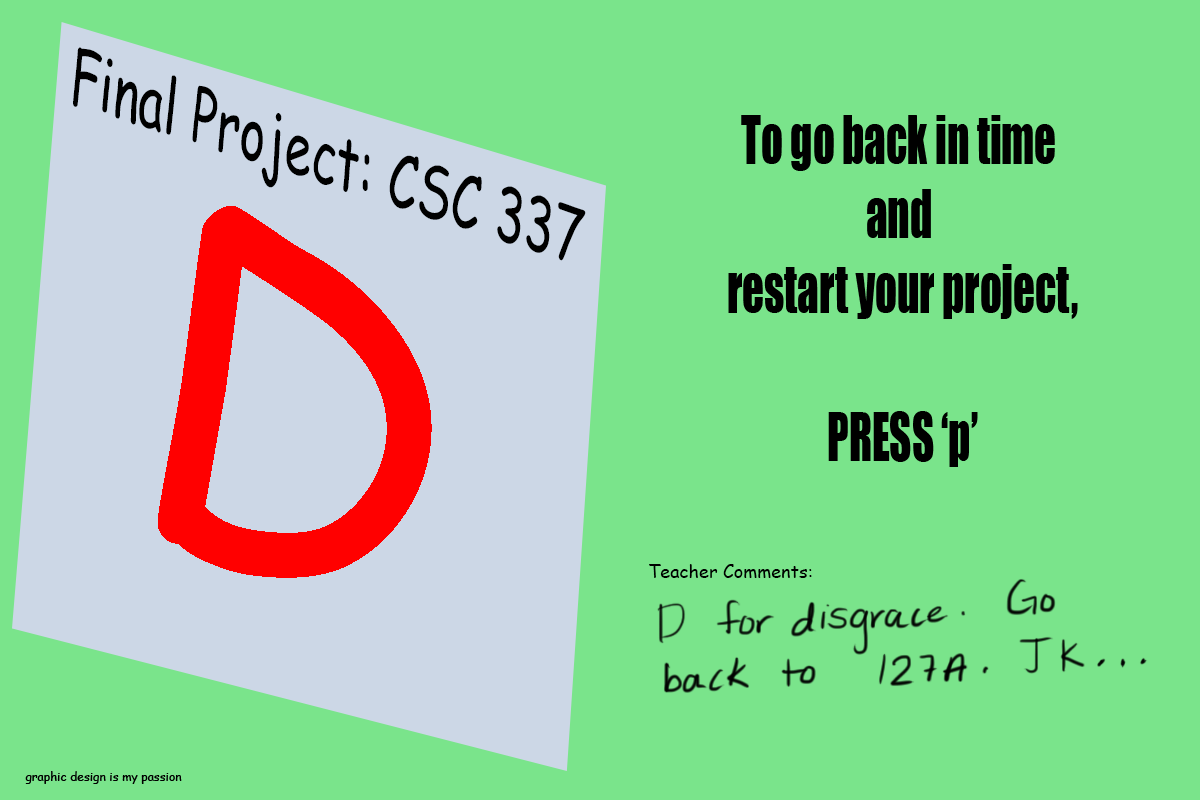 Final Project: CSC 337
D
To go back in time
and
restart your project,
PRESS ‘p’
Teacher Comments:
D for disgrace. Go
back to 127A. JK...
graphic design is my passion